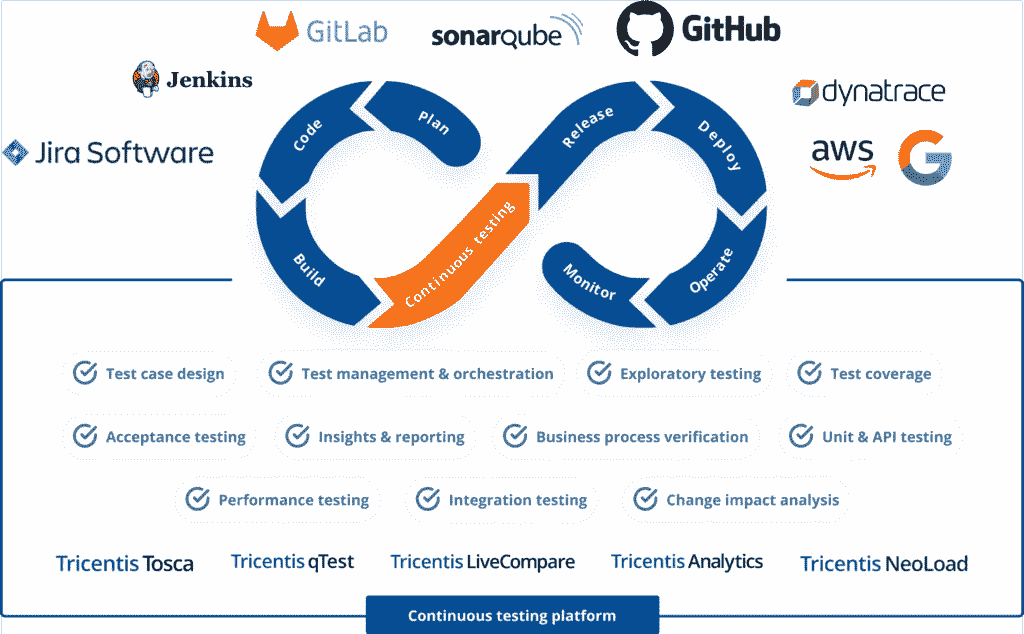 GitLab
sonarqube
GitHub
Jenkins
dynatrace
Jira Software
aws
Code
Plan
Release
Deploy
Build
Continuous testing
Monitor
Operate
Test case design
Test management & orchestration
Exploratory testing
Test coverage
Acceptance testing
Insights & reporting
Business process verification
Unit & API testing
Performance testing
Integration testing
Change impact analysis
Tricentis Tosca
Tricentis qTest
Tricentis LiveCompare
Tricentis Analytics
Tricentis NeoLoad
Continuous testing platform